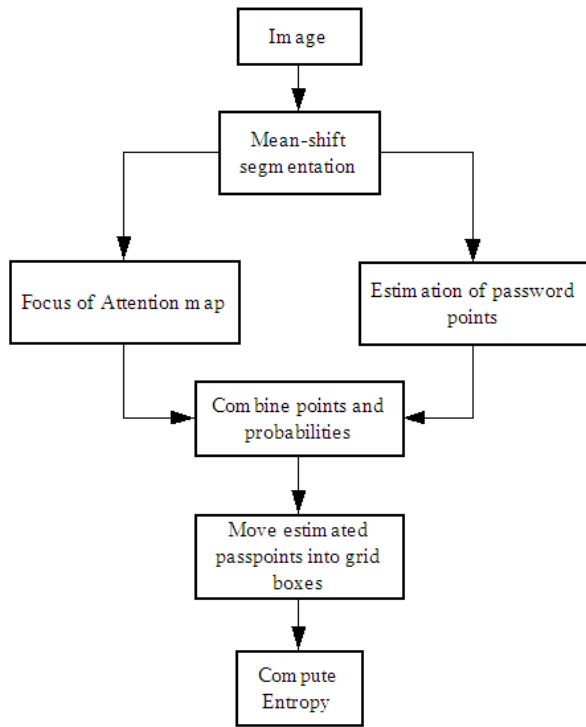 Image
Mean-shift
segmentation
Focus of Attention map
Estimation of password
points
Combine points and
probabilities
Move estimated
passpoints into grid
boxes
Compute
Entropy